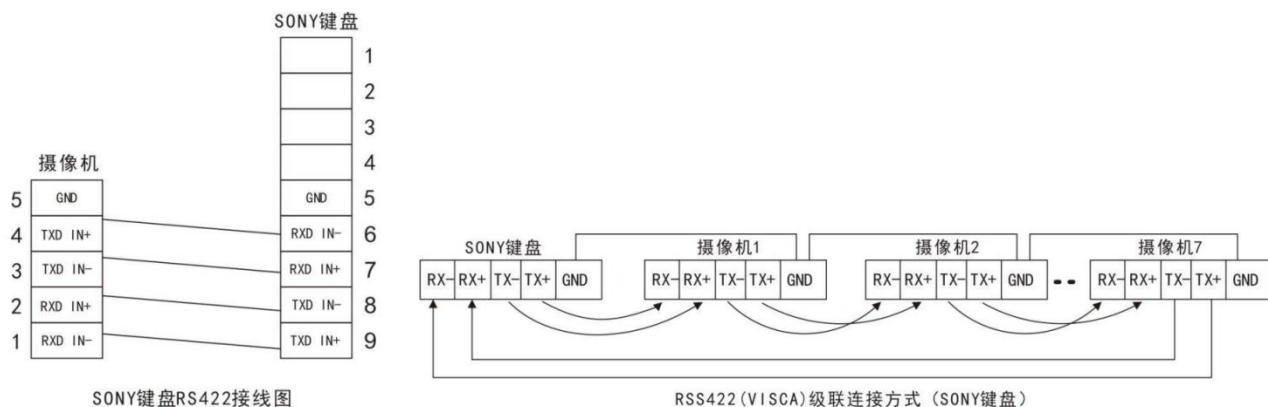 SONY键盘
1
2
3
4
GND 5
RXD IN- 6
RXD IN+ 7
TXD IN- 8
TXD IN+ 9
摄像机
5 GND
4 TXD IN+
3 TXD IN-
2 RXD IN+
1 RXD IN-
SONY键盘RS422接线图
SONY键盘
RX- RX+ TX- TX+ GND
摄像机1
RX- RX+ TX- TX+ GND
摄像机2
RX- RX+ TX- TX+ GND
摄像机7
RX- RX+ TX- TX+ GND
RSS422(VISCA)级联连接方式（SONY键盘）